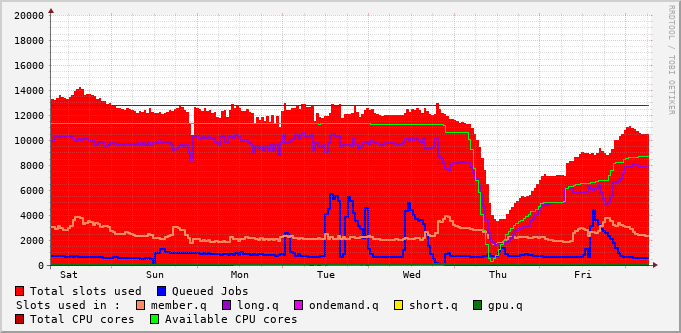 20000
18000
16000
14000
12000
10000
8000
6000
4000
2000
0
Sat Sun Mon Tue Wed Thu Fri
RRDTOOL / TOBI OETIKER
Total slots used Queued Jobs
Slots used in : member.q long.q ondemand.q short.q gpu.q
Total CPU cores Available CPU cores